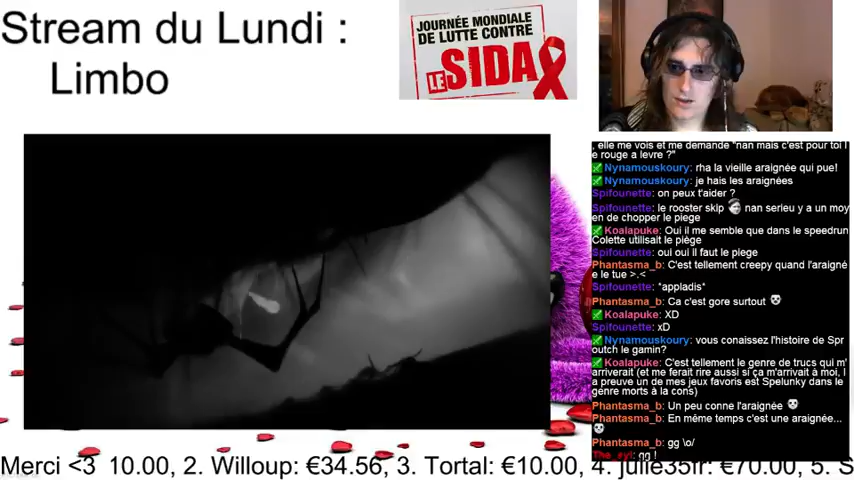 Stream du Lundi :
Limbo
JOURNÉE MONDIALE
DE LUTTE CONTRE
LE SIDA
, elle me vois et me demande "nan mais c'est pour toi l
e rouge a levre ?"
Nynamouskoury: rha la vieille araignée qui pue!
Nynamouskoury: je hais les araignées
Spifounette: on peux t'aider ?
Spifounette: le rooster skip nan serieu y a un moy
en de chopper le piege
Koalapuke: Oui il me semble que dans le speedrun
Colette utilisait le piège
Spifounette: oui oui il faut le piege
Phantasma_b: C'est tellement creepy quand l'araigné
e le tue >.<
Spifounette: *appladis*
Phantasma_b: Ca c'est gore surtout
Koalapuke: XD
Spifounette: xD
Nynamouskoury: vous conaissez l'histoire de Spr
outch le gamin?
Koalapuke: C'est tellement le genre de trucs qui m'
arriverait (et me ferait rire aussi si ça m'arrivait à moi, l
a preuve un de mes jeux favoris est Spelunky dans le
genre morts à la cons)
Phantasma_b: Un peu conne l'araignée
Phantasma_b: En même temps c'est une araignée...
Phantasma_b: gg \o/
gg !
Merci <3 10.00, 2. Willoup: €34.56, 3. Tortal: €10.00, 4. julie35fr: €70.00, 5. S